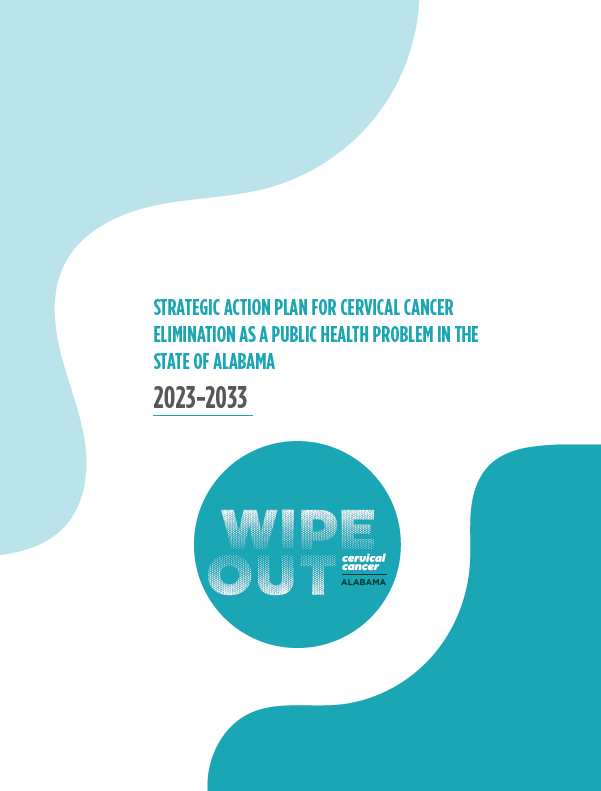 STRATEGIC ACTION PLAN FOR CERVICAL CANCER
ELIMINATION AS A PUBLIC HEALTH PROBLEM IN THE
STATE OF ALABAMA
2023–2033
WIPE
OUT
cervical
cancer
ALABAMA